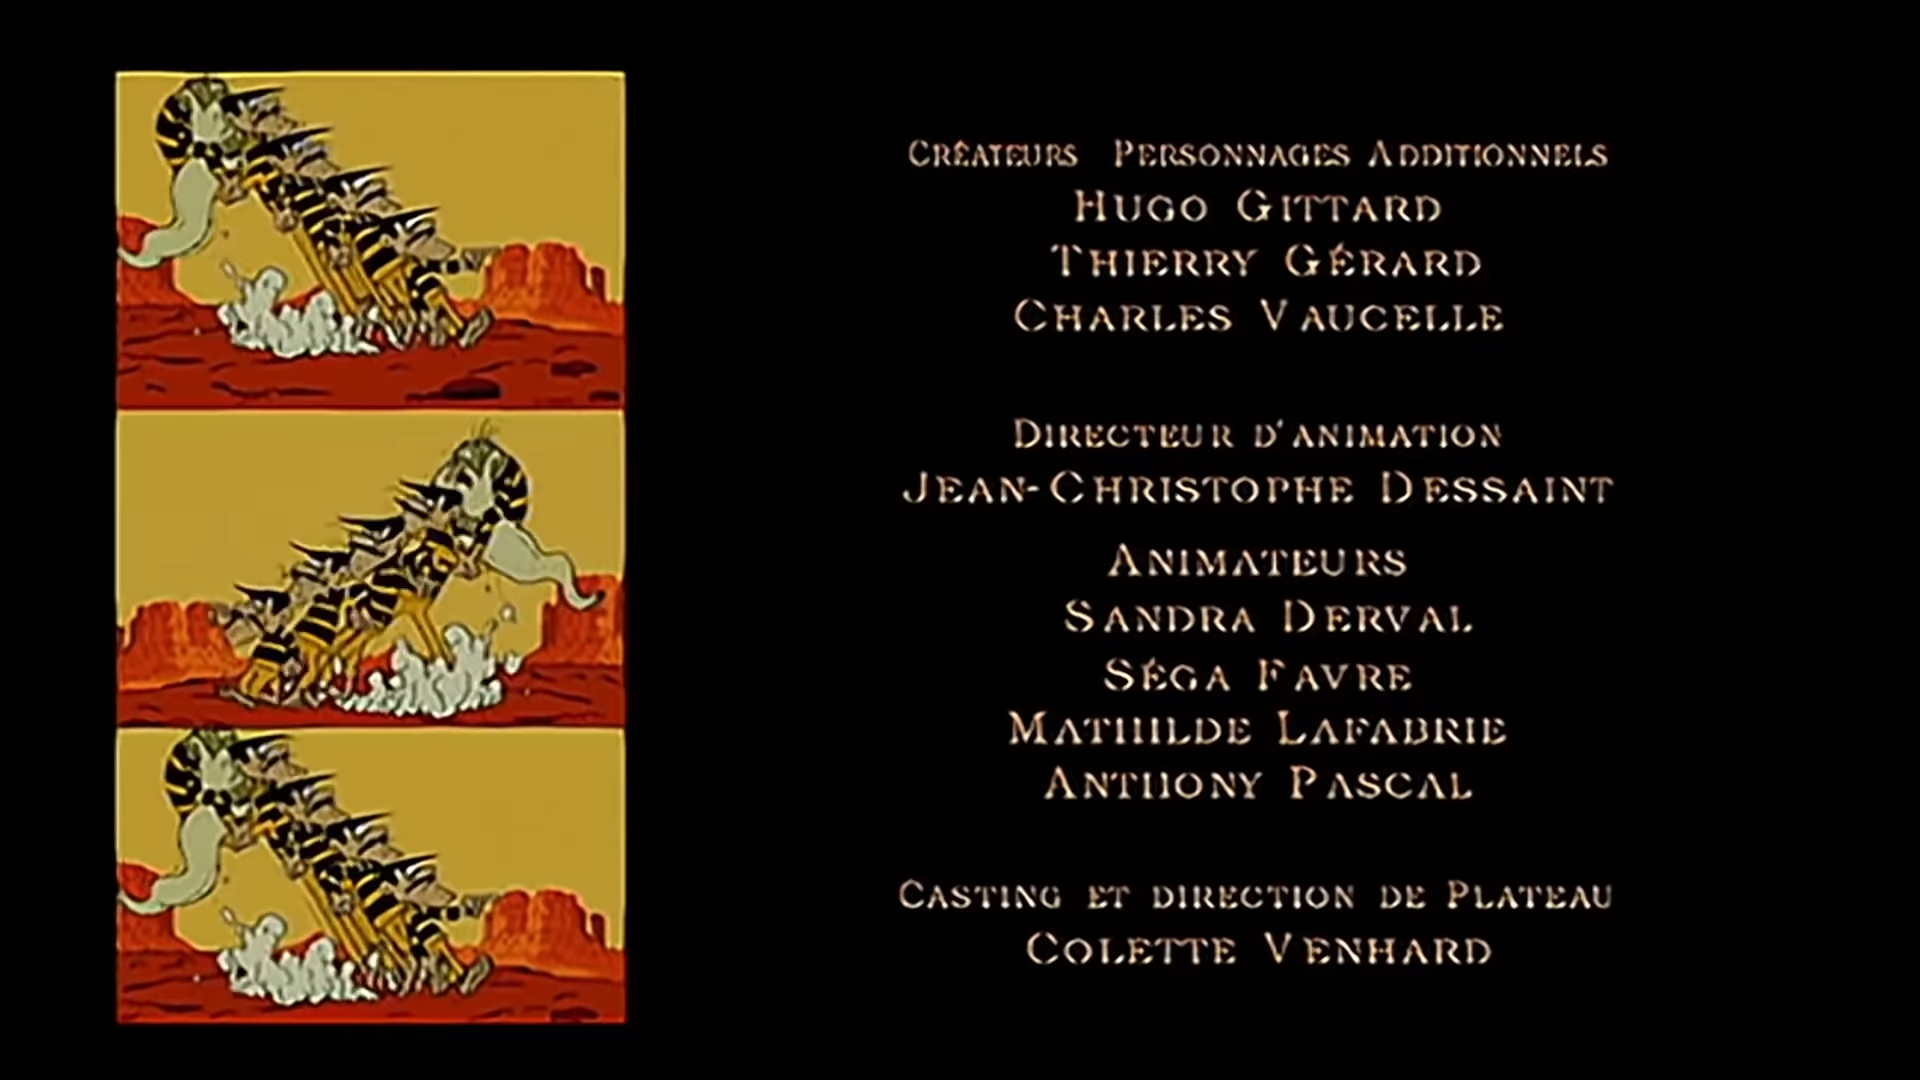 Créateurs Personnages Additionnels
Hugo Gittard
Thierry Gérard
Charles Vaucelle
Directeur d'animation
Jean-Christophe Dessaint
Animateurs
Sandra Derval
Séga Favre
Mathilde Lafabrie
Anthony Pascal
Casting et direction de Plateau
Colette Venhard